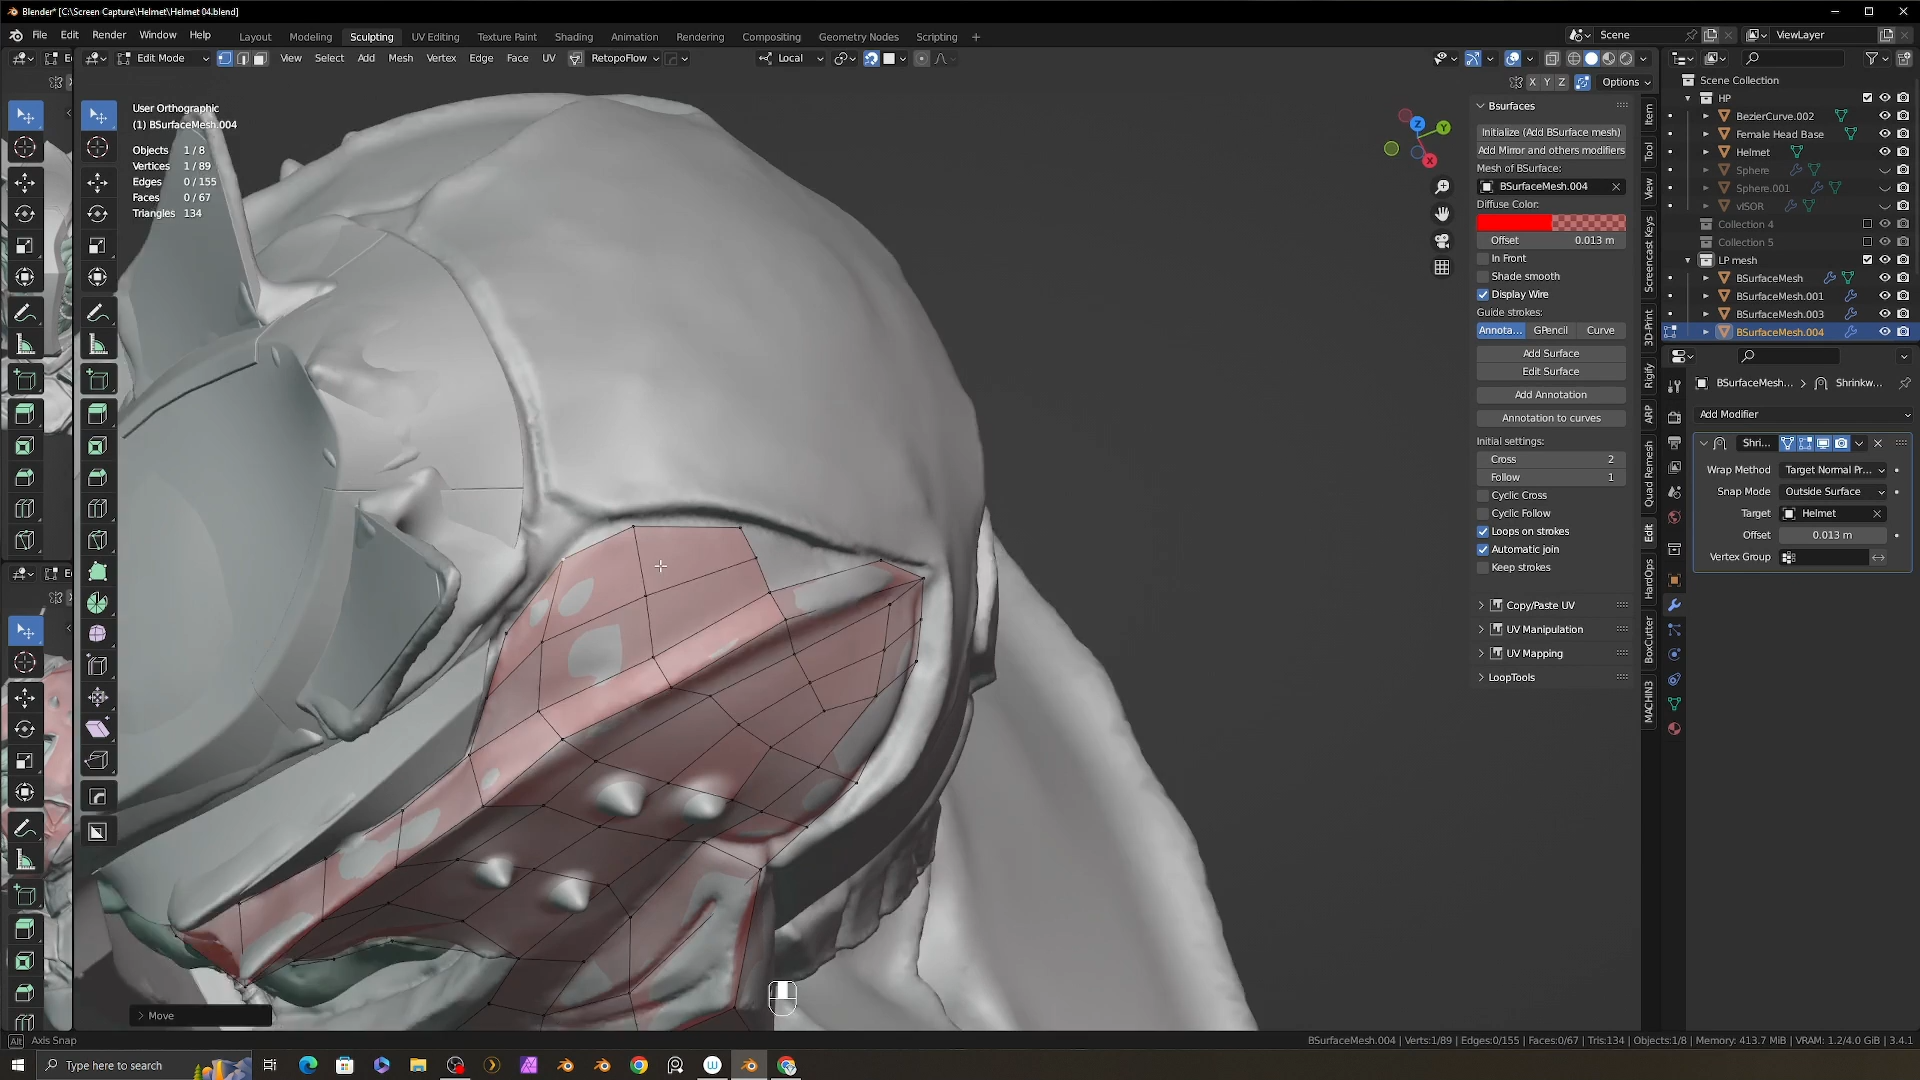 Blender* [C:\Screen Capture\Helmet\Helmet 04.blend]
File Edit Render Window Help Layout Modeling Sculpting UV Editing Texture Paint Shading Animation Rendering Compositing Geometry Nodes Scripting + Scene ViewLayer
Edit Mode View Select Add Mesh Vertex Edge Face UV RetopoFlow Local
X Y Z Options
User Orthographic
(1) BSurfaceMesh.004
Objects 1 / 8
Vertices 1 / 89
Edges 0 / 155
Faces 0 / 67
Triangles 134
Z
Y
X
Bsurfaces
Initialize (Add BSurface mesh)
Add Mirror and others modifiers
Mesh of BSurface:
BSurfaceMesh.004
Diffuse Color:
Offset 0.013 m
In Front
Shade smooth
Display Wire
Guide strokes:
Annota... GPencil Curve
Add Surface
Edit Surface
Add Annotation
Annotation to curves
Initial settings:
Cross 2
Follow 1
Cyclic Cross
Cyclic Follow
Loops on strokes
Automatic join
Keep strokes
Copy/Paste UV
UV Manipulation
UV Mapping
LoopTools
Item
Tool
View
Screencast Keys
3D-Print
Rigify
ARP
Quad Remesh
Edit
HardOps
BoxCutter
MACHIN3
Scene Collection
HP
BezierCurve.002
Female Head Base
Helmet
Sphere
Sphere.001
vISOR
Collection 4
Collection 5
LP mesh
BSurfaceMesh
BSurfaceMesh.001
BSurfaceMesh.003
BSurfaceMesh.004
BSurfaceMesh... > Shrinkw...
Add Modifier
Shri...
Wrap Method Target Normal Pr...
Snap Mode Outside Surface
Target Helmet
Offset 0.013 m
Vertex Group
Move
Alt Axis Snap
BSurfaceMesh.004 | Verts:1/89 | Edges:0/155 | Faces:0/67 | Tris:134 | Objects:1/8 | Memory: 413.7 MiB | VRAM: 1.2/4.0 GiB | 3.4.1
Type here to search